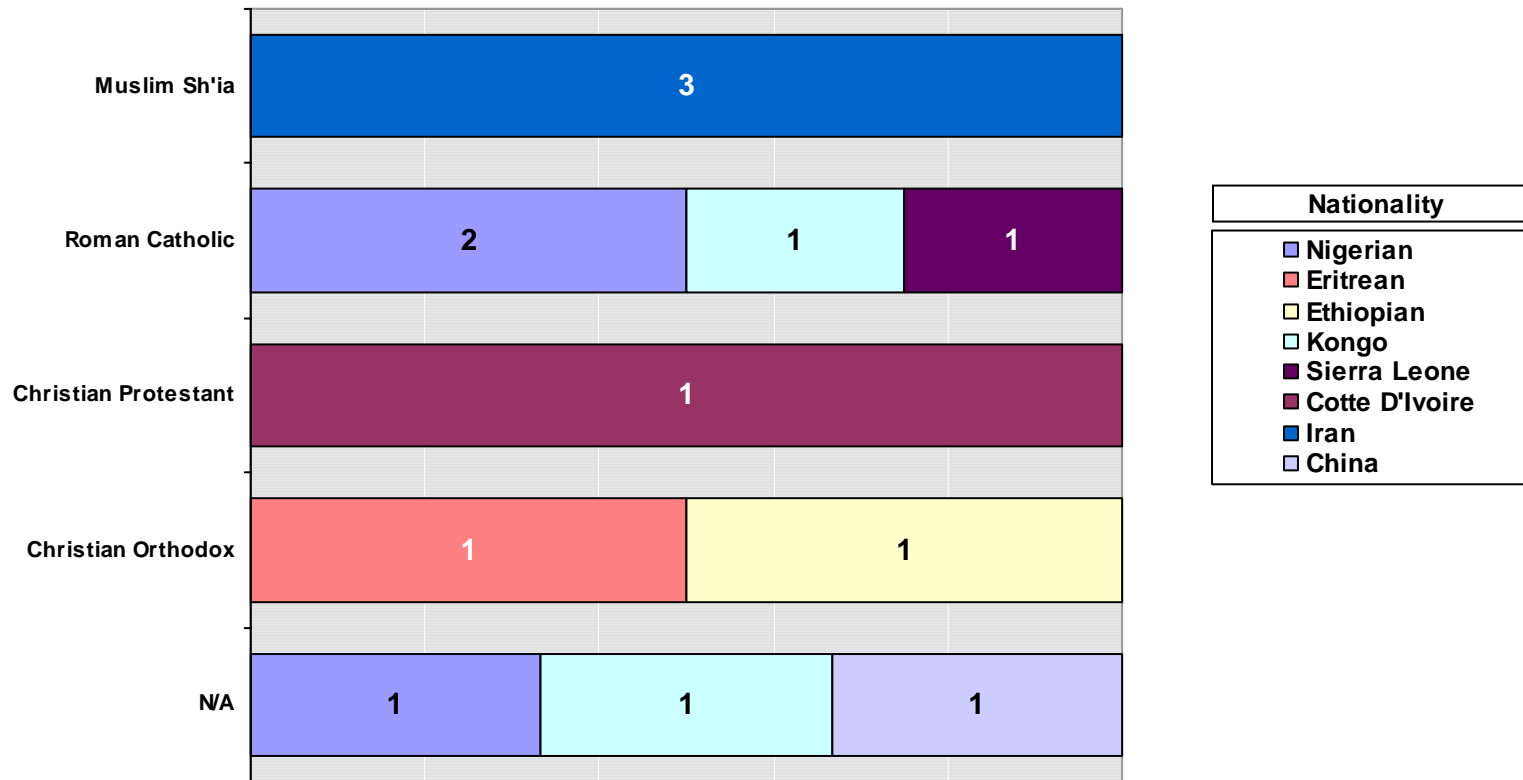 Muslim Sh'ia
3
Roman Catholic
2 1 1
Christian Protestant
1
Christian Orthodox
1 1
N/A
1 1 1
Nationality
Nigerian
Eritrean
Ethiopian
Kongo
Sierra Leone
Cotte D'Ivoire
Iran
China